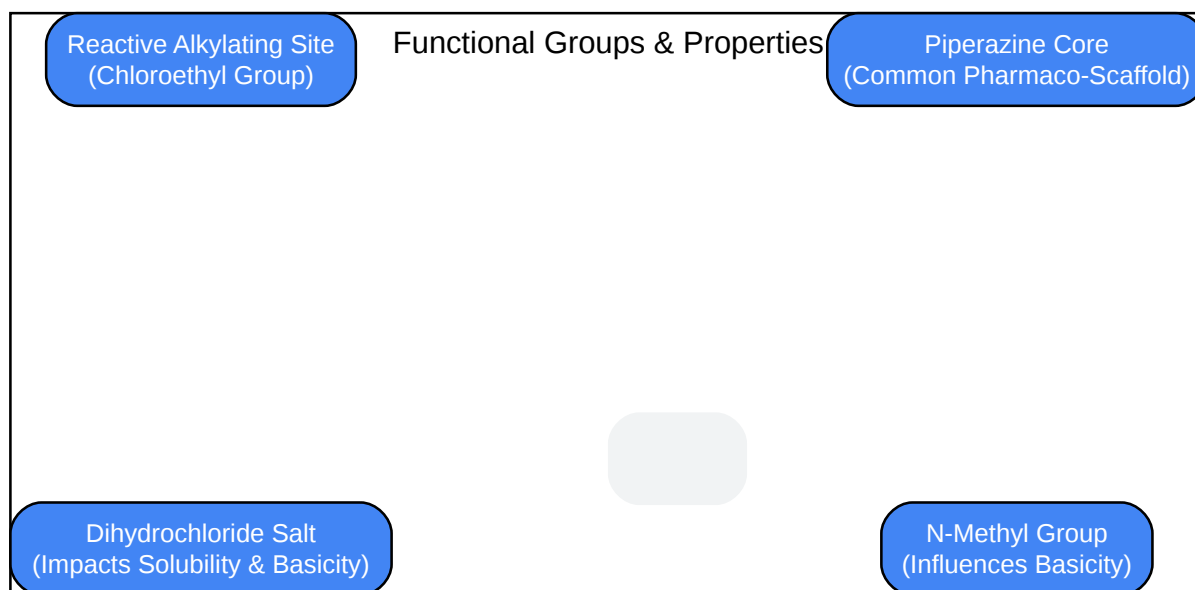 Reactive Alkylating Site
(Chloroethyl Group)
Functional Groups & Properties
Piperazine Core
(Common Pharmaco-Scaffold)
Dihydrochloride Salt
(Impacts Solubility & Basicity)
N-Methyl Group
(Influences Basicity)